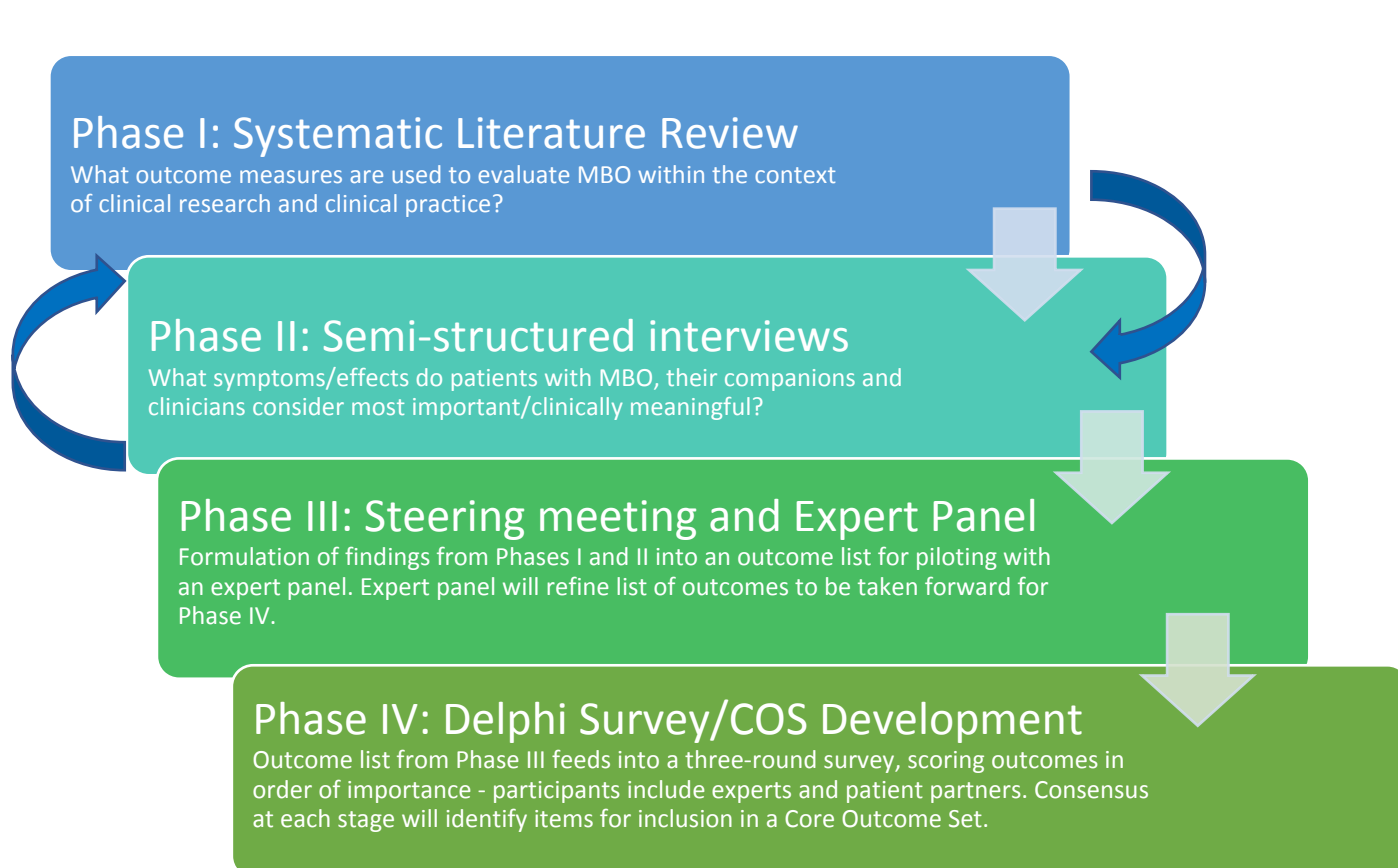 Phase I: Systematic Literature Review
What outcome measures are used to evaluate MBO within the context
of clinical research and clinical practice?
Phase II: Semi-structured interviews
What symptoms/effects do patients with MBO, their companions and
clinicians consider most important/clinically meaningful?
Phase III: Steering meeting and Expert Panel
Formulation of findings from Phases I and II into an outcome list for piloting with
an expert panel. Expert panel will refine list of outcomes to be taken forward for
Phase IV.
Phase IV: Delphi Survey/COS Development
Outcome list from Phase III feeds into a three-round survey, scoring outcomes in
order of importance - participants include experts and patient partners. Consensus
at each stage will identify items for inclusion in a Core Outcome Set.